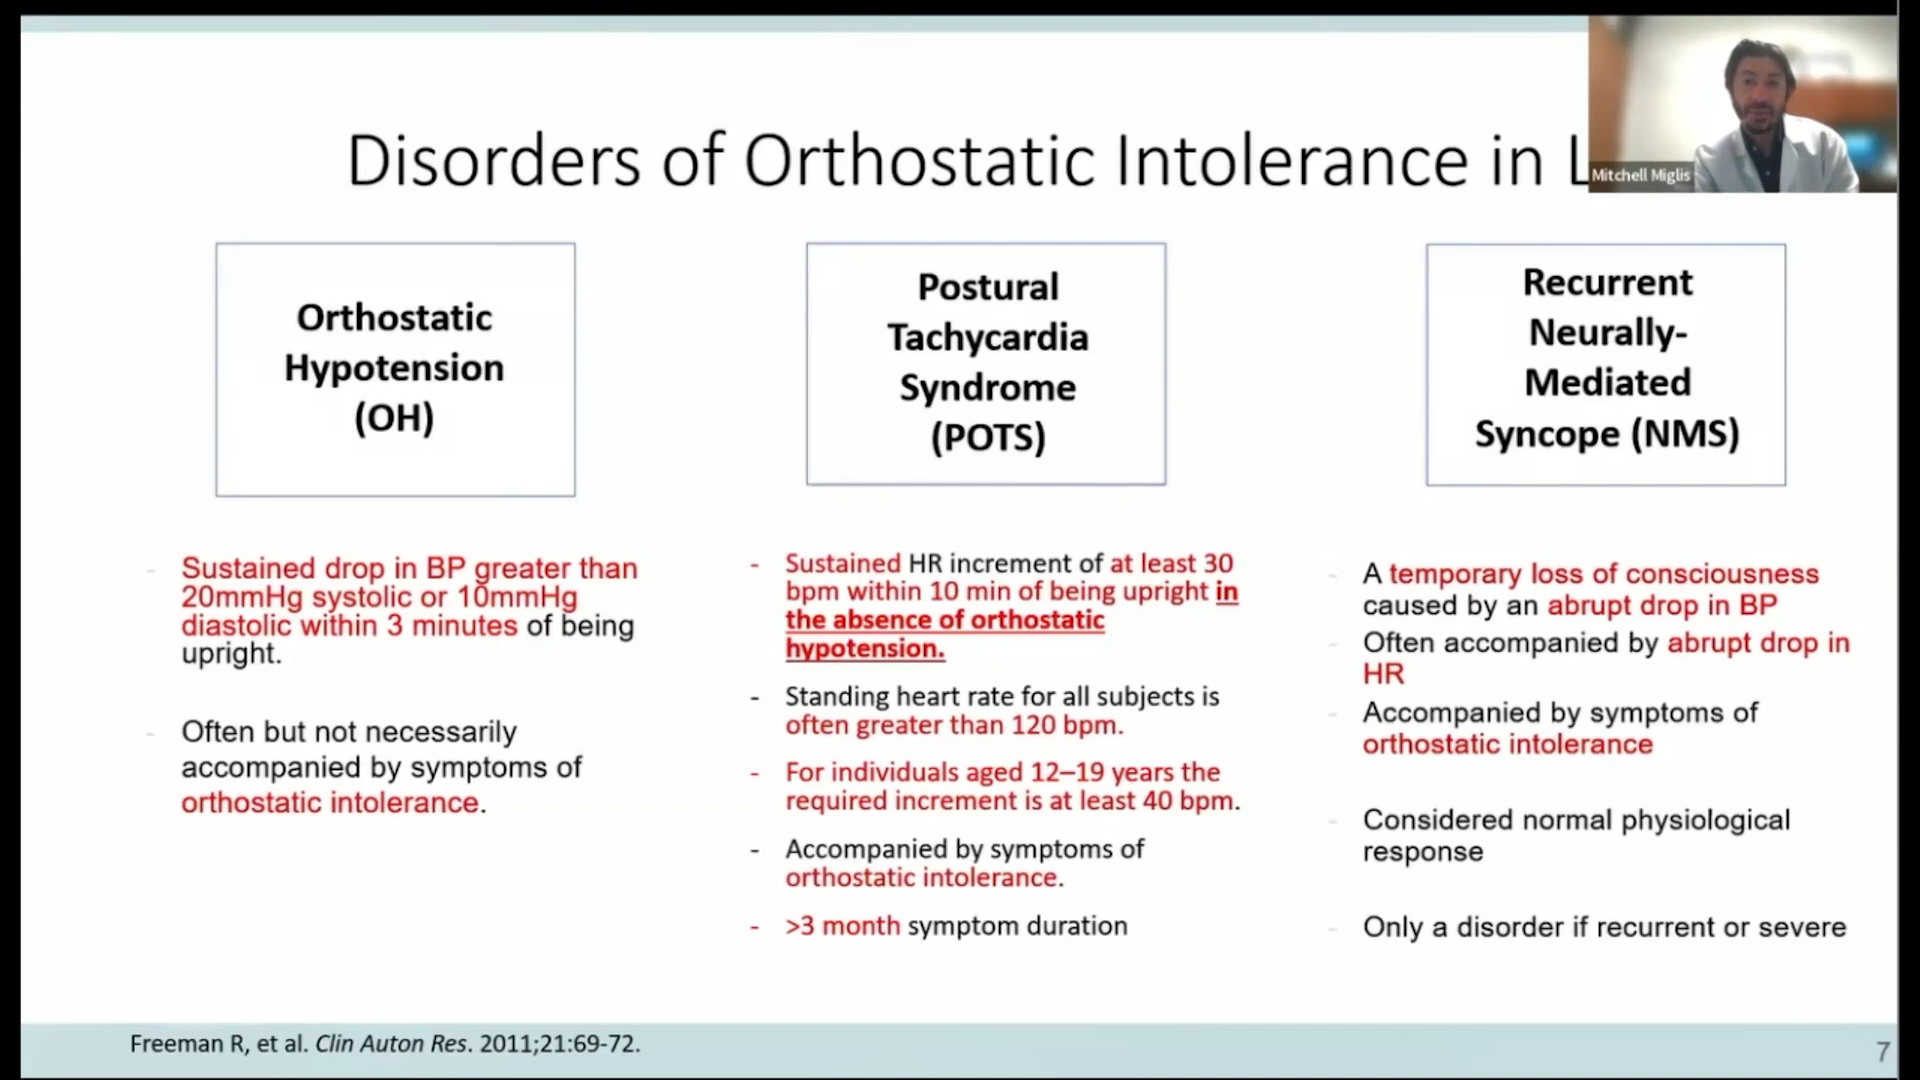 Disorders of Orthostatic Intolerance in L
Mitchell Miglis
Orthostatic
Hypotension
(OH)
Postural
Tachycardia
Syndrome
(POTS)
Recurrent
Neurally-
Mediated
Syncope (NMS)
- Sustained drop in BP greater than
20mmHg systolic or 10mmHg
diastolic within 3 minutes of being
upright.
- Often but not necessarily
accompanied by symptoms of
orthostatic intolerance.
- Sustained HR increment of at least 30
bpm within 10 min of being upright in
the absence of orthostatic
hypotension.
- Standing heart rate for all subjects is
often greater than 120 bpm.
- For individuals aged 12–19 years the
required increment is at least 40 bpm.
- Accompanied by symptoms of
orthostatic intolerance.
- >3 month symptom duration
- A temporary loss of consciousness
caused by an abrupt drop in BP
- Often accompanied by abrupt drop in
HR
- Accompanied by symptoms of
orthostatic intolerance
- Considered normal physiological
response
- Only a disorder if recurrent or severe
Freeman R, et al. Clin Auton Res. 2011;21:69-72.
7